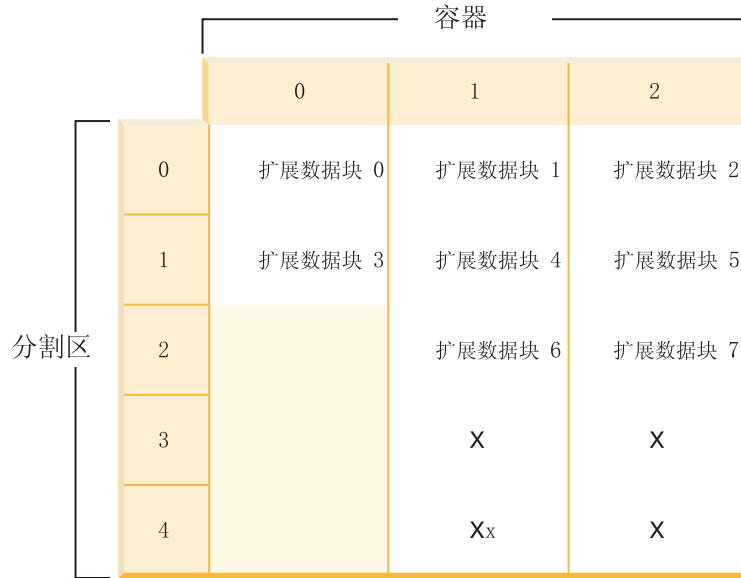 容器
0 1 2
0 扩展数据块 0 扩展数据块 1 扩展数据块 2
1 扩展数据块 3 扩展数据块 4 扩展数据块 5
分割区 2 扩展数据块 6 扩展数据块 7
3 X X
4 Xx X